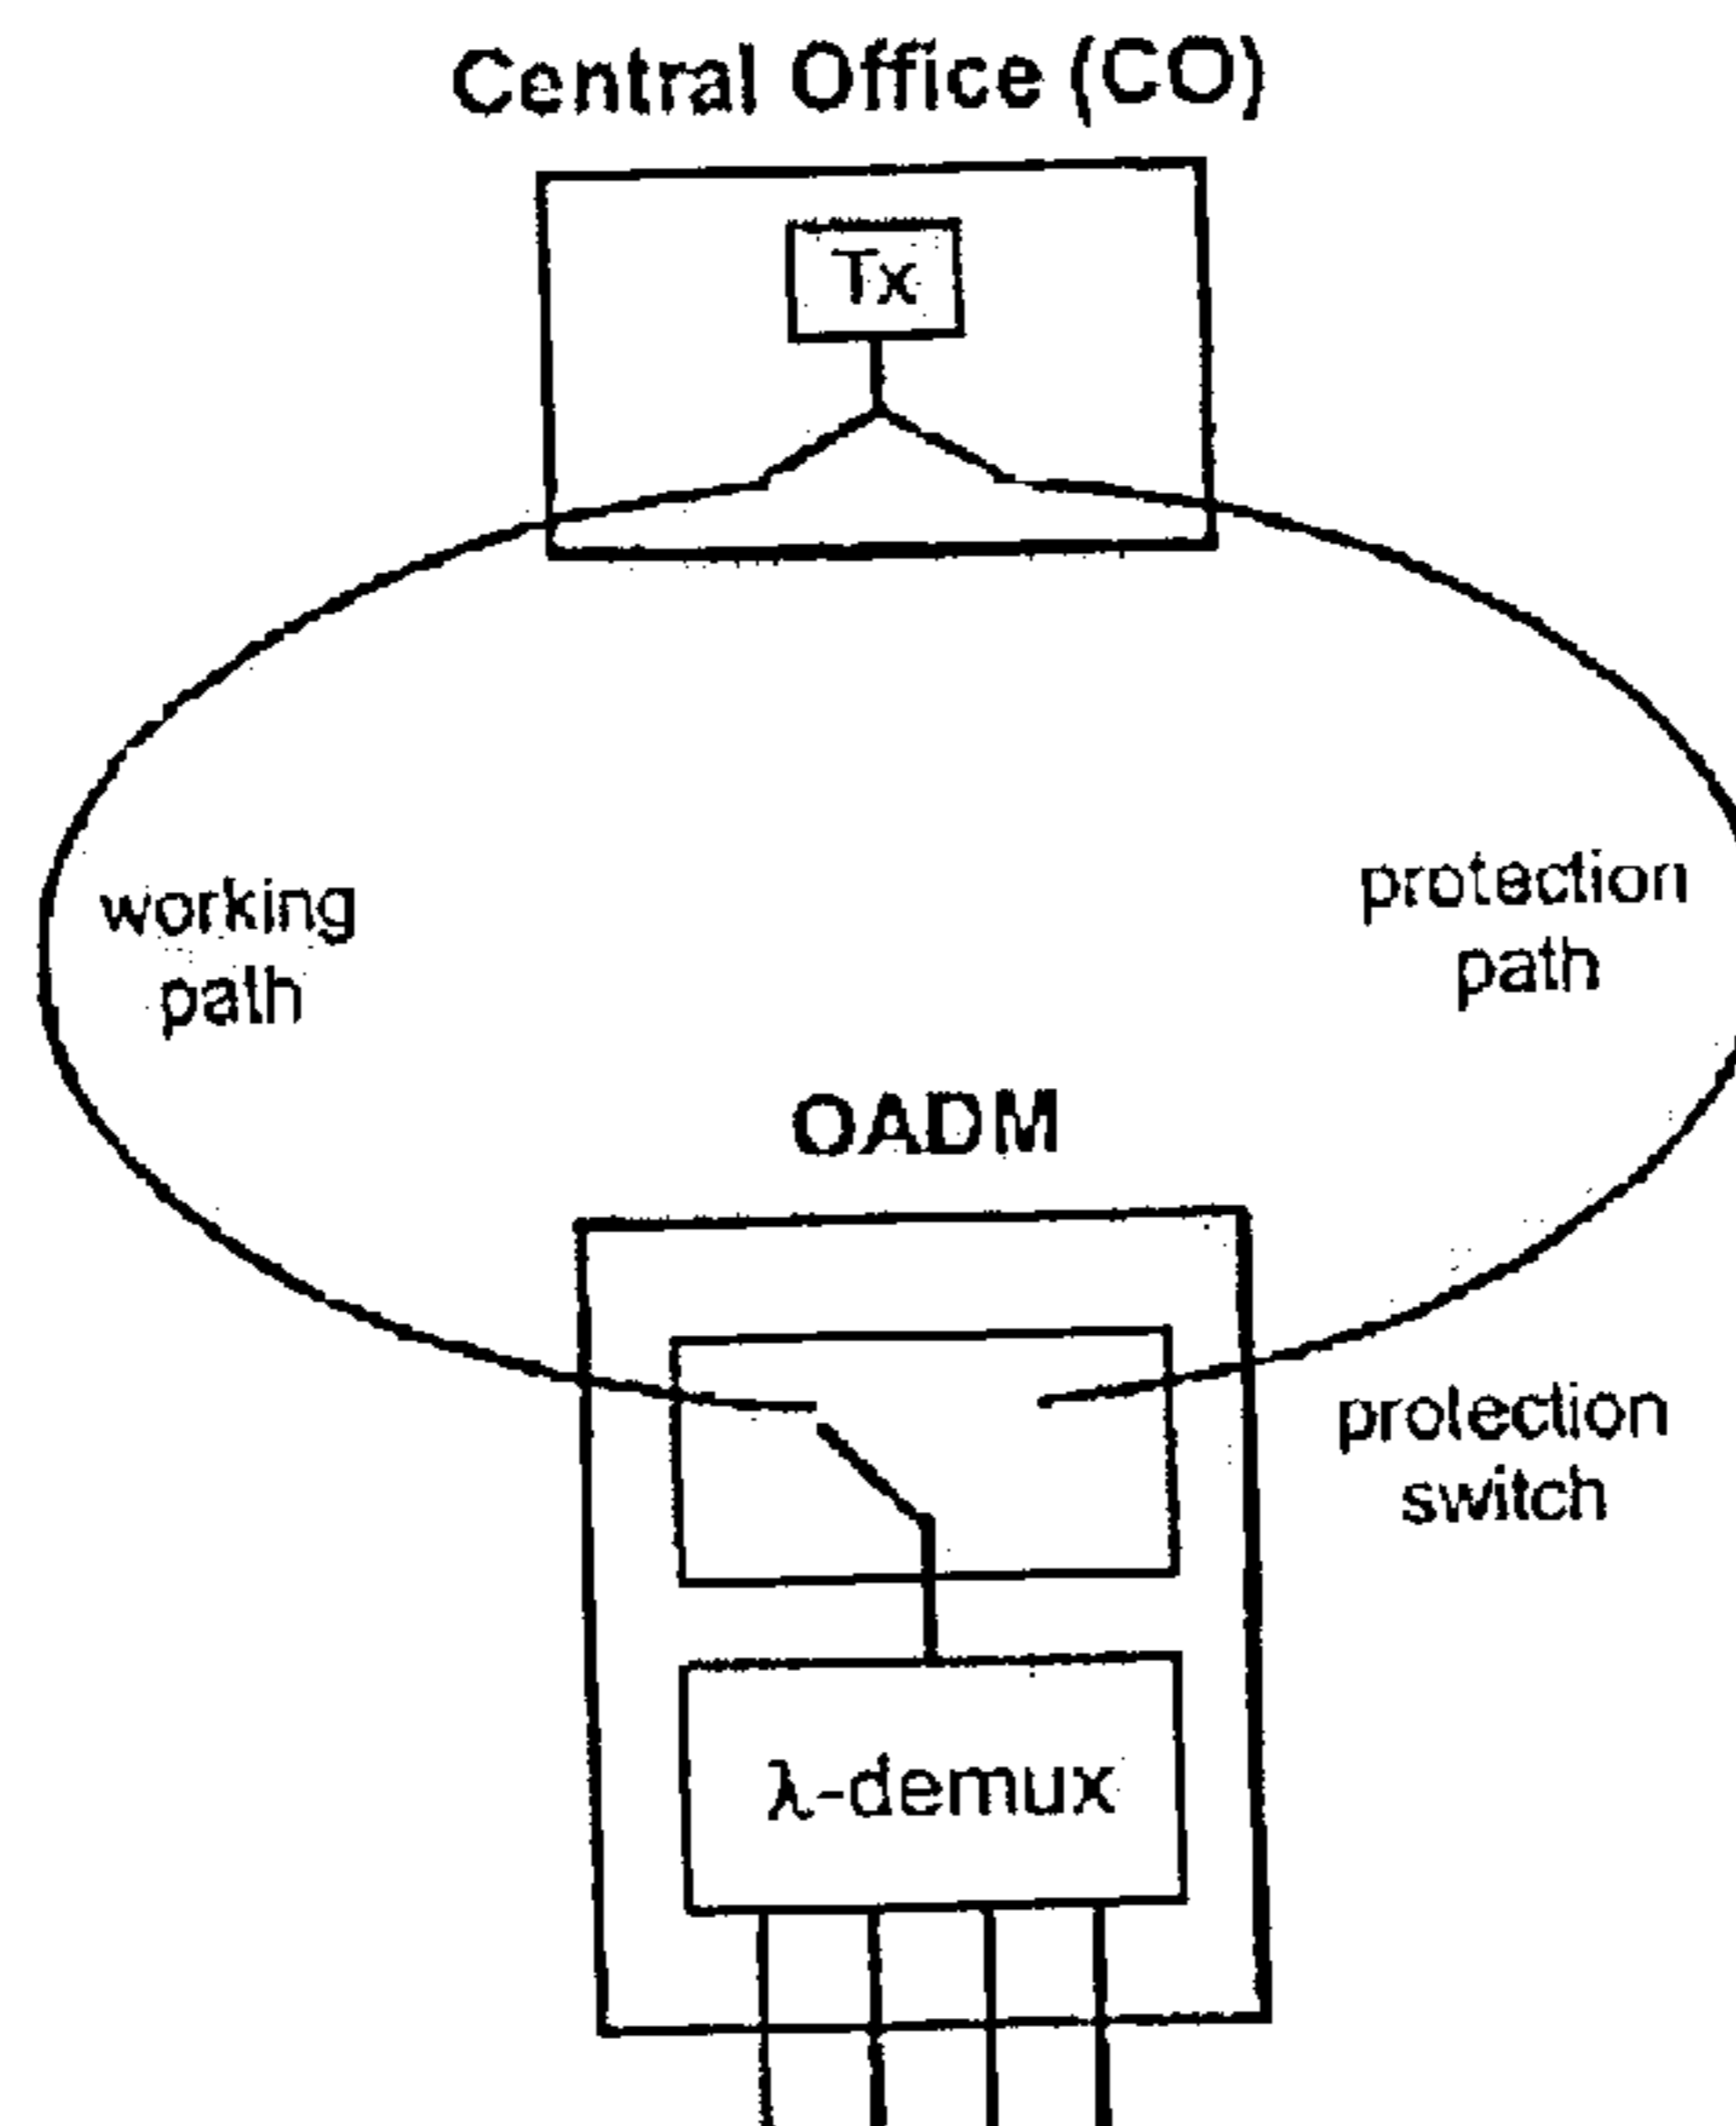 Central Office (CO)
Tx
working
path
protection
path
OADM
protection
switch
λ-demux